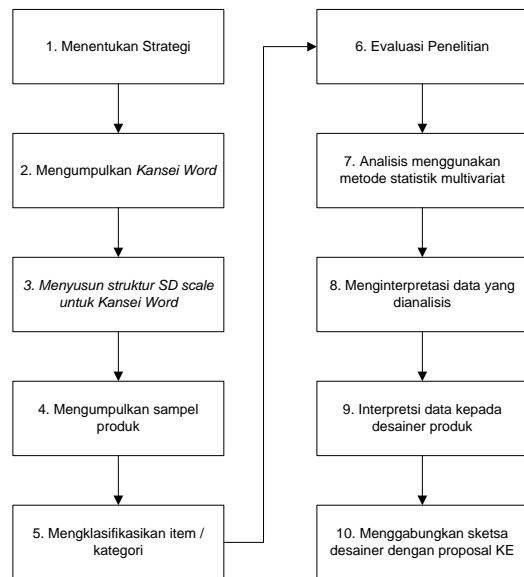 1. Menentukan Strategi
2. Mengumpulkan Kansei Word
3. Menyusun struktur SD scale
untuk Kansei Word
4. Mengumpulkan sampel
produk
5. Mengklasifikasikan item /
kategori
6. Evaluasi Penelitian
7. Analisis menggunakan
metode statistik multivariat
8. Menginterpretasi data yang
dianalisis
9. Interpretsi data kepada
desainer produk
10. Menggabungkan sketsa
desainer dengan proposal KE